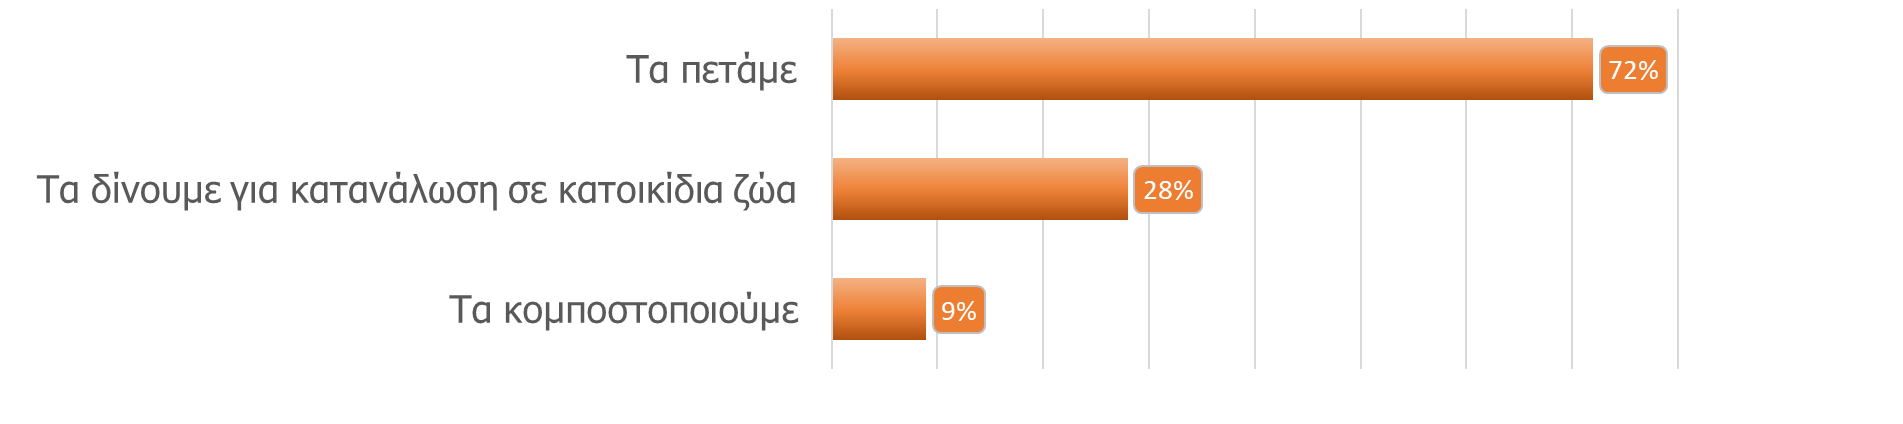 Τα πετάμε
72%
Τα δίνουμε για κατανάλωση σε κατοικίδια ζώα
28%
Τα κομποστοποιούμε
9%